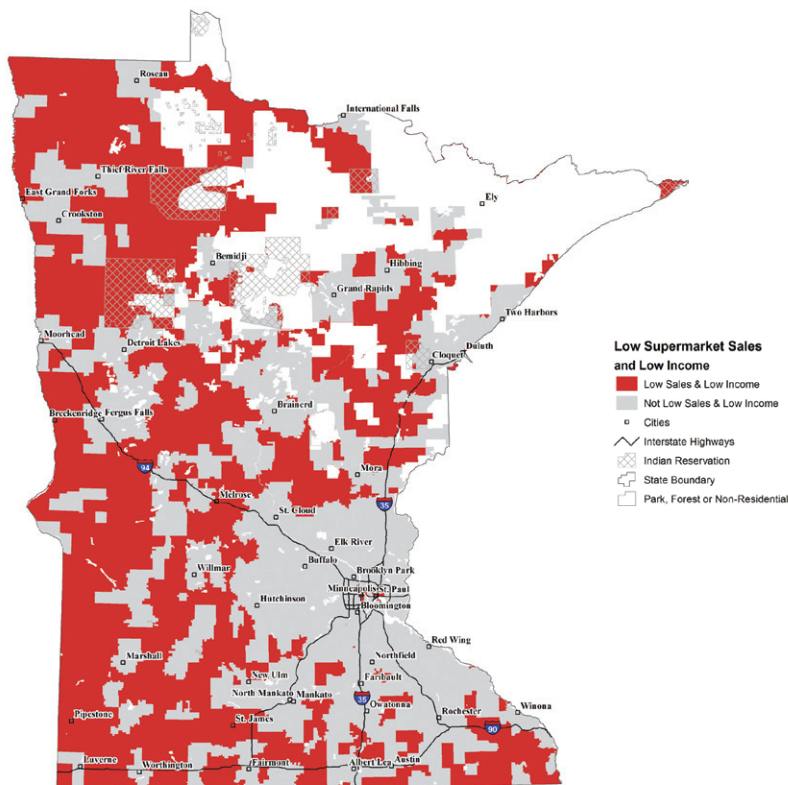 Roseau
International Falls
Thief River Falls
East Grand Forks
Ely
Crookston
Bemidji
Hibbing
Grand Rapids
Two Harbors
Moorhead
Detroit Lakes
Duluth
Cloquet
Low Supermarket Sales
and Low Income
Low Sales & Low Income
Not Low Sales & Low Income
Cities
Interstate Highways
Indian Reservation
State Boundary
Park, Forest or Non-Residential
Breckenridge
Fergus Falls
Brainerd
94
Mora
Melrose
35
St. Cloud
Elk River
Buffalo
Willmar
Brooklyn Park
Minneapolis
St. Paul
Hutchinson
Bloomington
Red Wing
Marshall
Northfield
New Ulm
Faribault
North Mankato
Mankato
35
Owatonna
Pipestone
St. James
Rochester
Winona
90
Luverne
Worthington
Fairmont
Albert Lea
Austin